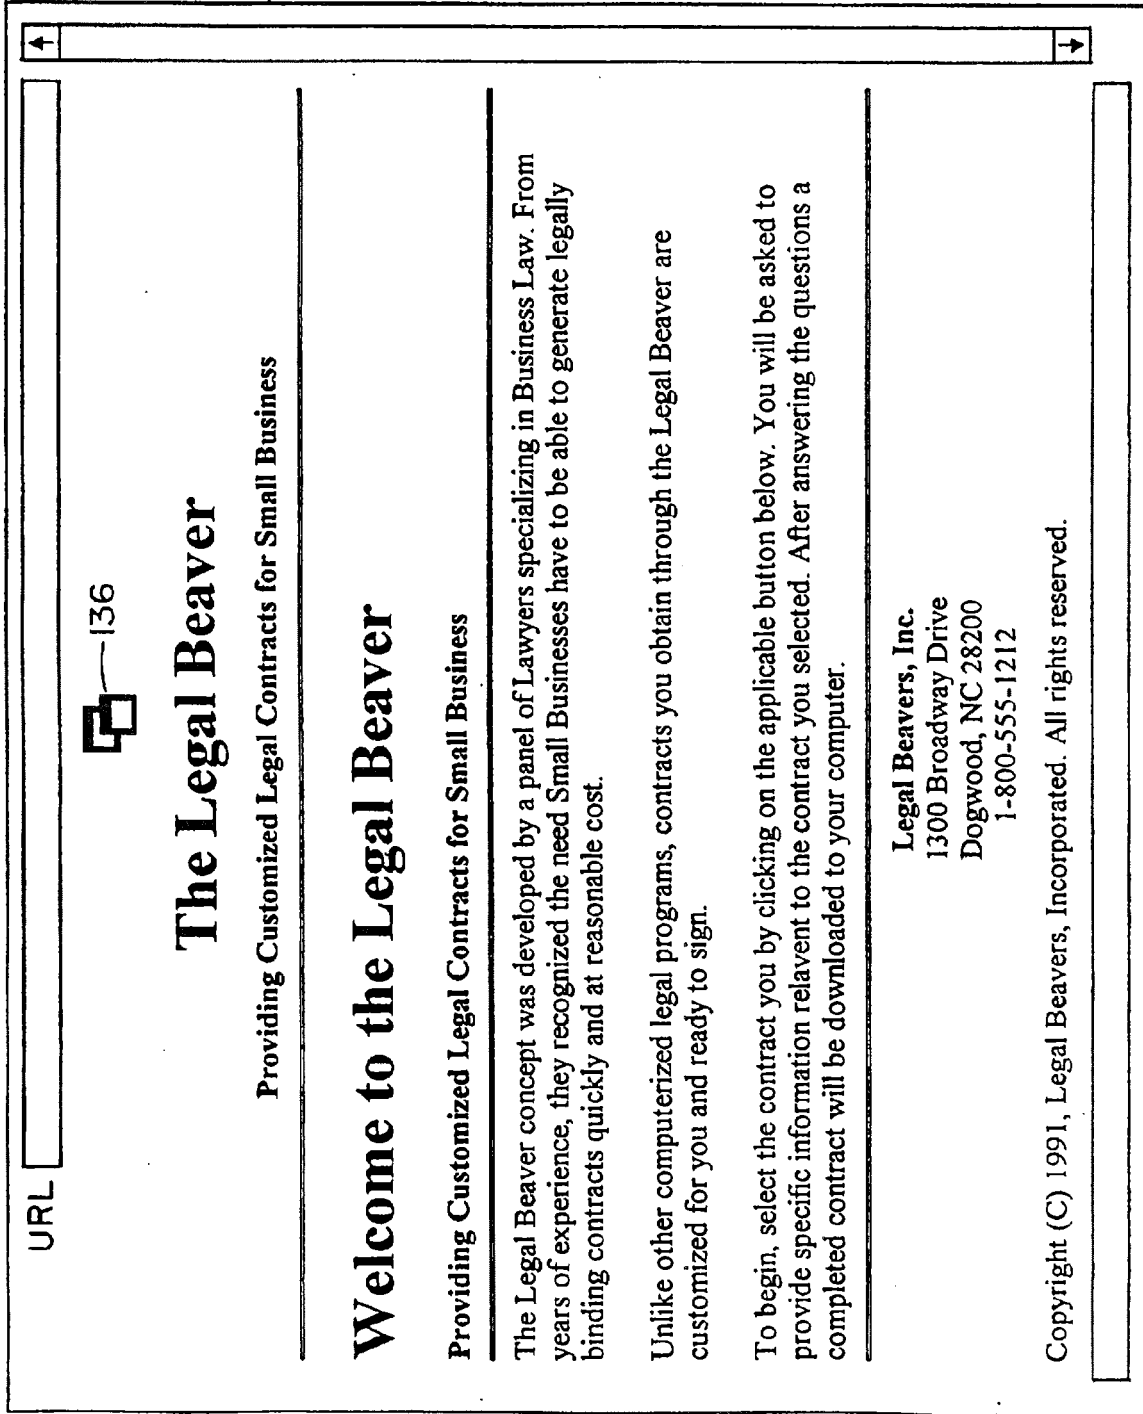 URL
136
The Legal Beaver
Providing Customized Legal Contracts for Small Business
Welcome to the Legal Beaver
Providing Customized Legal Contracts for Small Business
The Legal Beaver concept was developed by a panel of Lawyers specializing in Business Law. From
years of experience, they recognized the need Small Businesses have to be able to generate legally
binding contracts quickly and at reasonable cost.
Unlike other computerized legal programs, contracts you obtain through the Legal Beaver are
customized for you and ready to sign.
To begin, select the contract you by clicking on the applicable button below. You will be asked to
provide specific information relavent to the contract you selected. After answering the questions a
completed contract will be downloaded to your computer.
Legal Beavers, Inc.
1300 Broadway Drive
Dogwood, NC 28200
1-800-555-1212
Copyright (C) 1991, Legal Beavers, Incorporated. All rights reserved.